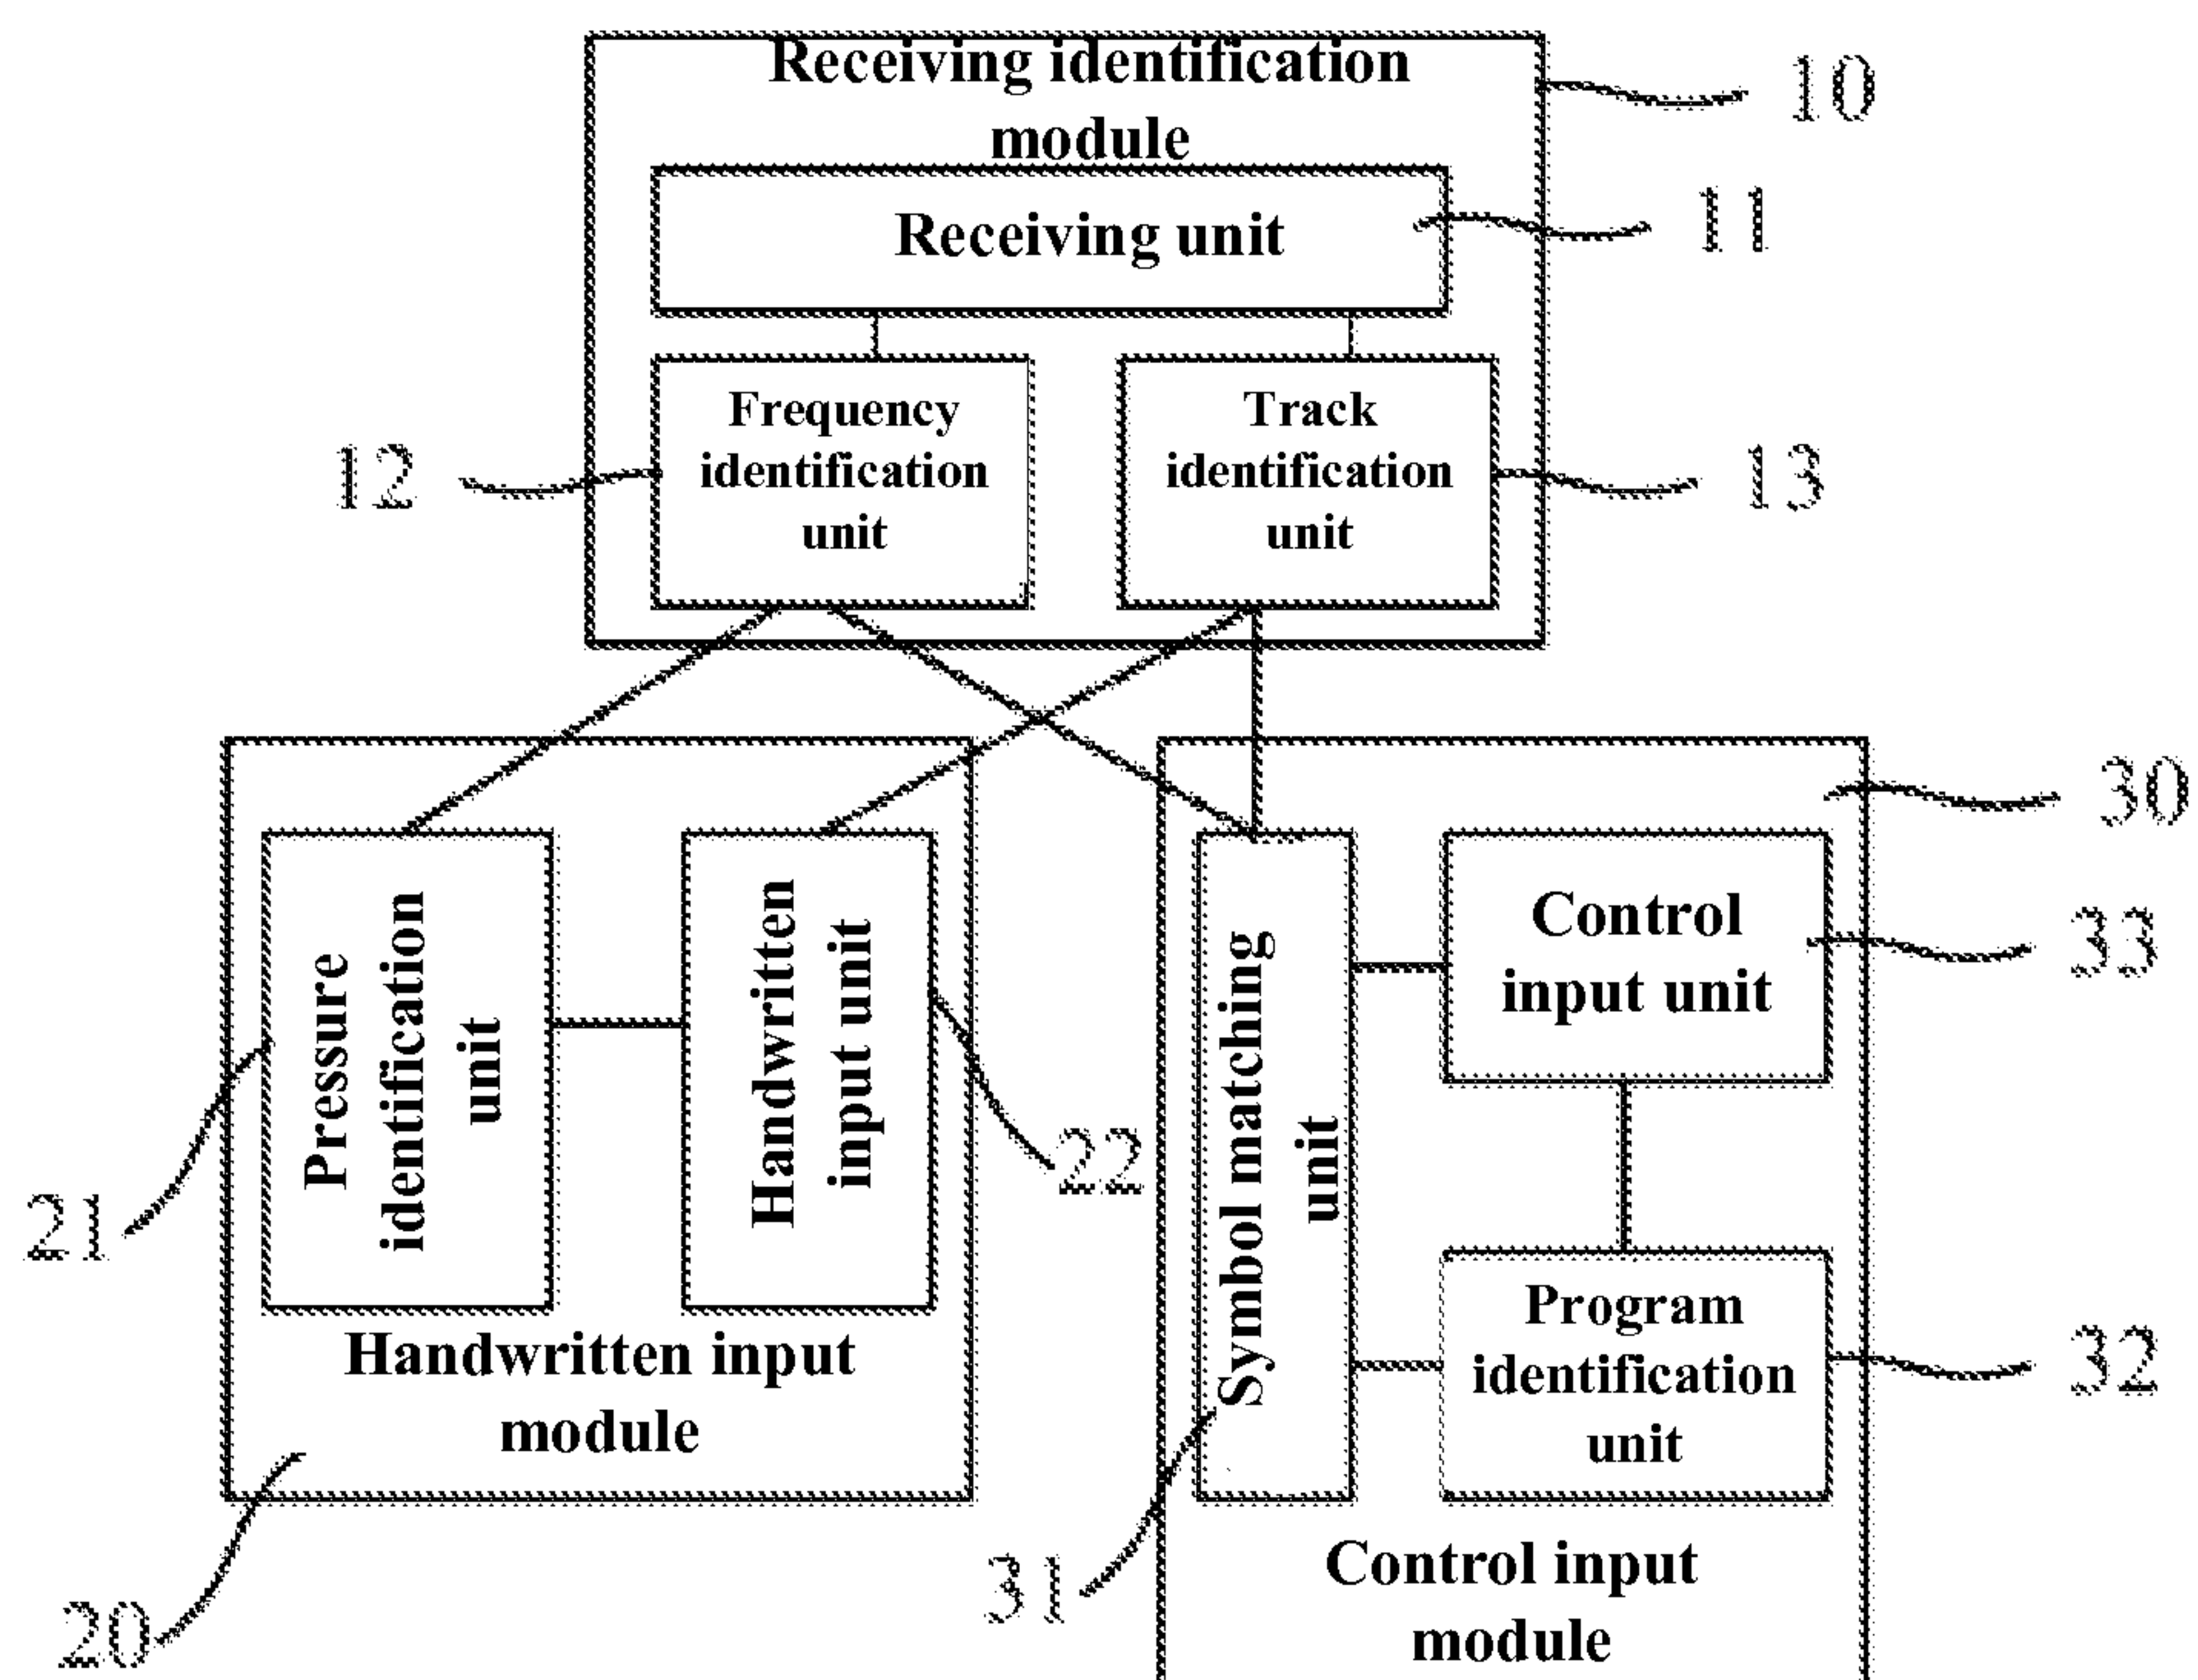 Receiving identification
module
10
Receiving unit
11
Frequency
identification
unit
12
Track
identification
unit
13
Pressure
identification
unit
21
Handwritten
input unit
22
Handwritten input
module
20
30
Symbol matching
unit
31
Control
input unit
33
Program
identification
unit
32
Control input
module